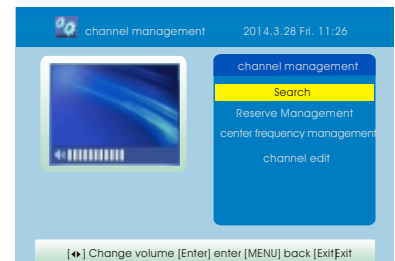 channel management 2014.3.28 Fri. 11:26
channel management
Search
Reserve Management
center frequency management
channel edit
[◂▸] Change volume [Enter] enter [MENU] back [Exit]Exit